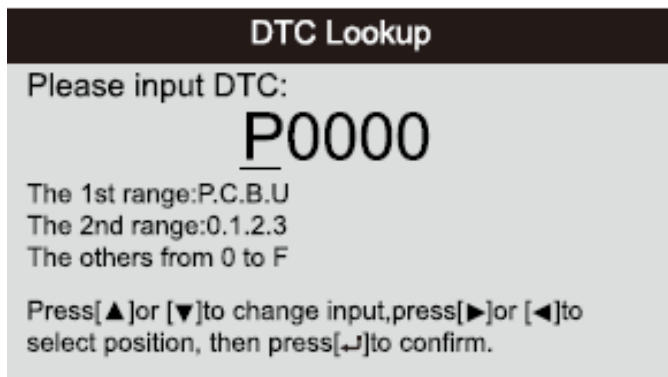 DTC Lookup
Please input DTC:
P0000
The 1st range:P.C.B.U
The 2nd range:0.1.2.3
The others from 0 to F
Press[▲]or [▼]to change input,press[▶]or [◀]to
select position, then press[↵]to confirm.